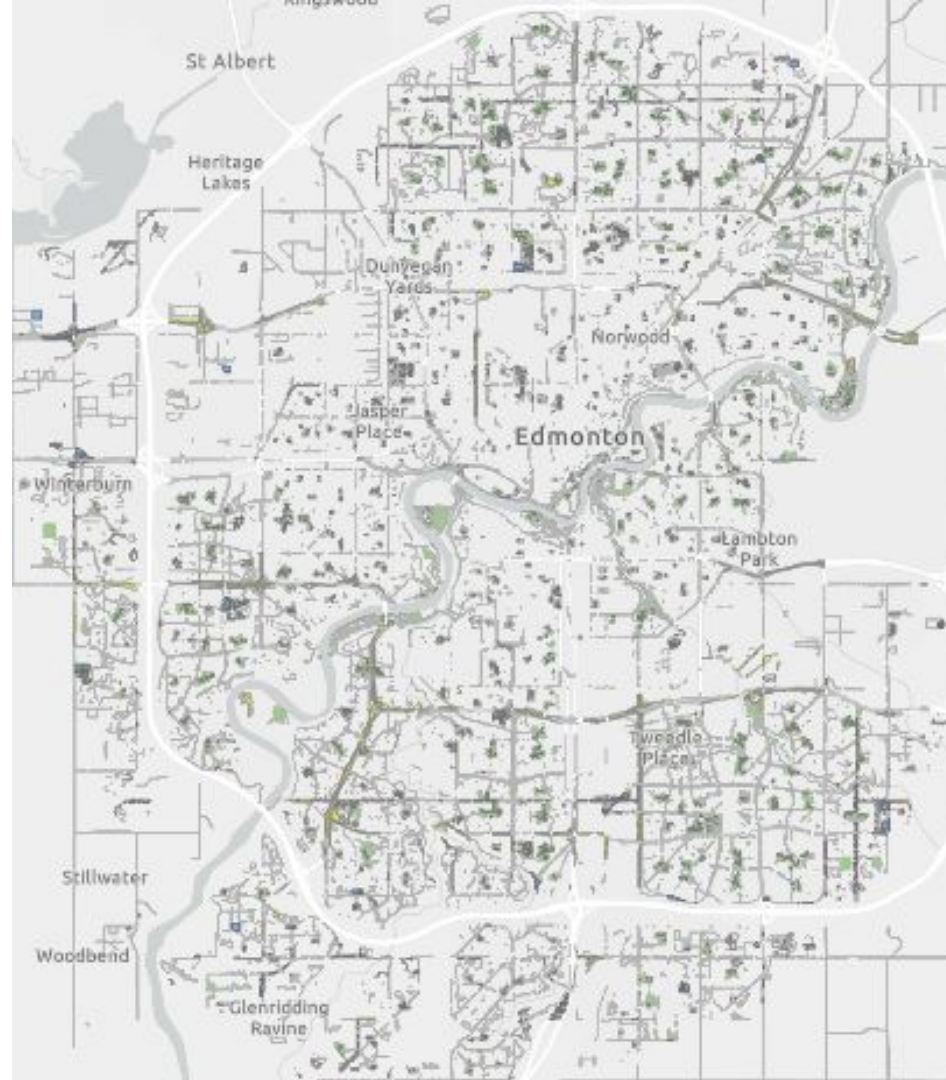 Kingswood
St Albert
Heritage
Lakes
Dunvegan
Yards
Norwood
Jasper
Place
Edmonton
Winterburn
Lambton
Park
Tweddle
Place
Stillwater
Woodbend
Glenridding
Ravine